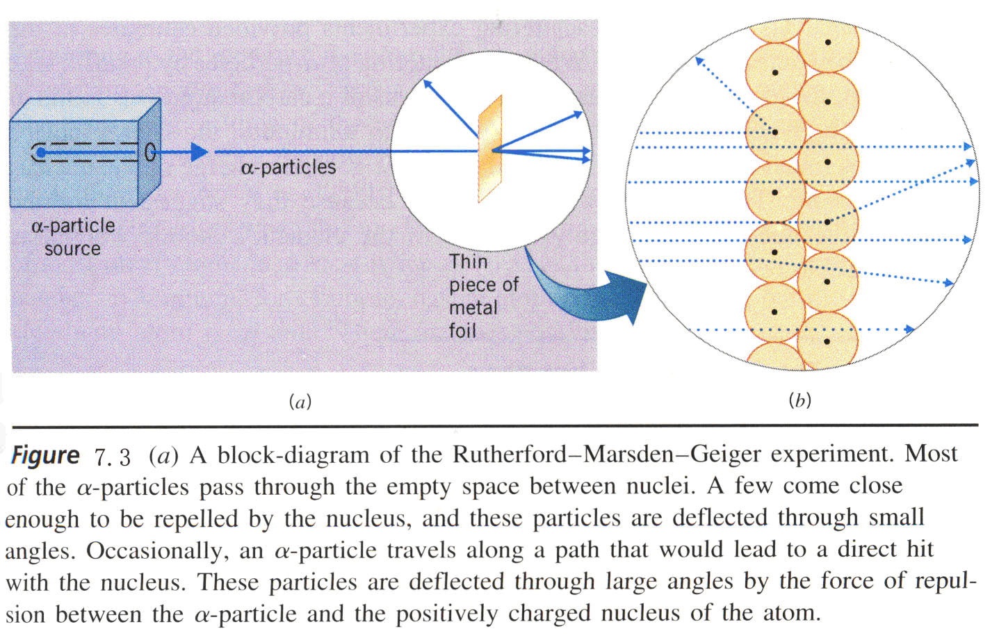 α-particles
α-particle
source
Thin
piece of
metal
foil
(a)
(b)
Figure 7.3 (a) A block-diagram of the Rutherford–Marsden–Geiger experiment. Most
of the α-particles pass through the empty space between nuclei. A few come close
enough to be repelled by the nucleus, and these particles are deflected through small
angles. Occasionally, an α-particle travels along a path that would lead to a direct hit
with the nucleus. These particles are deflected through large angles by the force of repul-
sion between the α-particle and the positively charged nucleus of the atom.